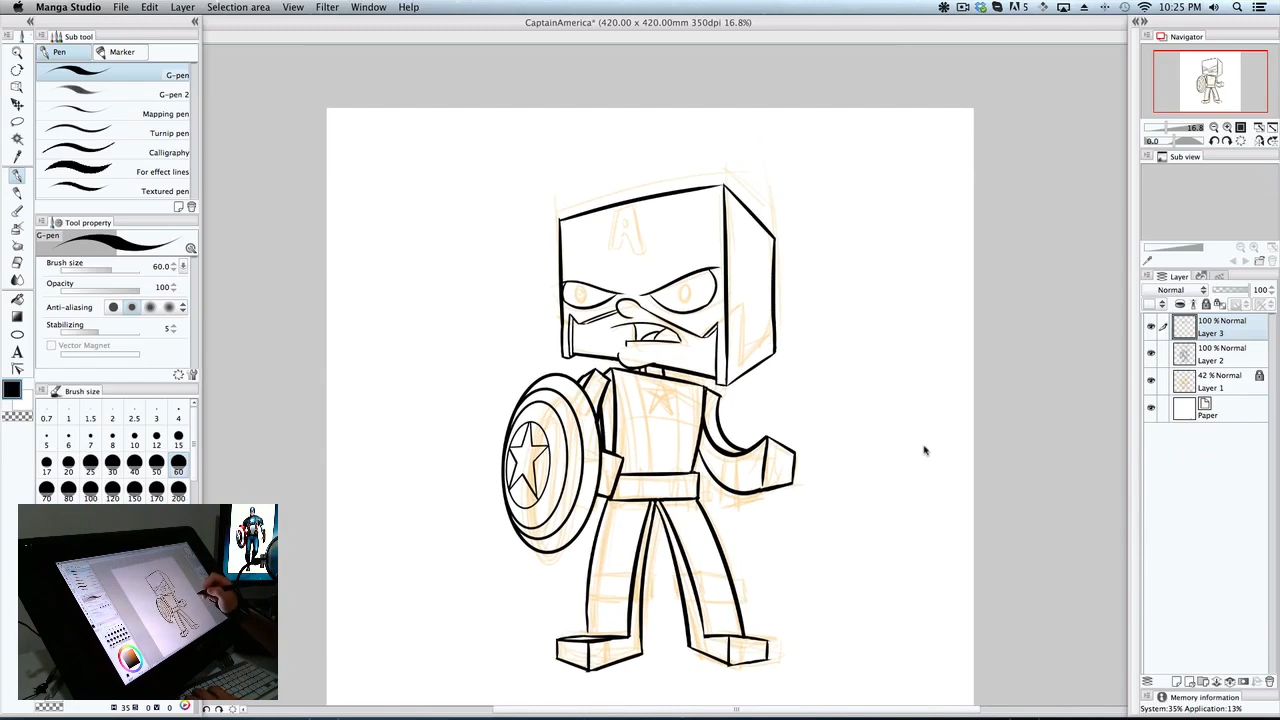 Manga Studio File Edit Layer Selection area View Filter Window Help 5 10:25 PM
CaptainAmerica* (420.00 x 420.00mm 350dpi 16.8%)
Sub tool
Pen Marker
G-pen
G-pen 2
Mapping pen
Turnip pen
Calligraphy
For effect lines
Textured pen
Tool property
G-pen
Brush size 60.0
Opacity 100
Anti-aliasing
Stabilizing 5
Vector Magnet
Brush size
0.7 1 1.5 2 2.5 3 4
5 6 7 8 10 12 15
17 20 25 30 40 50 60
70 80 100 120 150 170 200
H 35 S 0 V 0
A
Navigator
16.8
0.0
Sub view
Layer
Normal 100
100 % Normal
Layer 3
100 % Normal
Layer 2
42 % Normal
Layer 1
Paper
Memory information
System:35% Application:13%